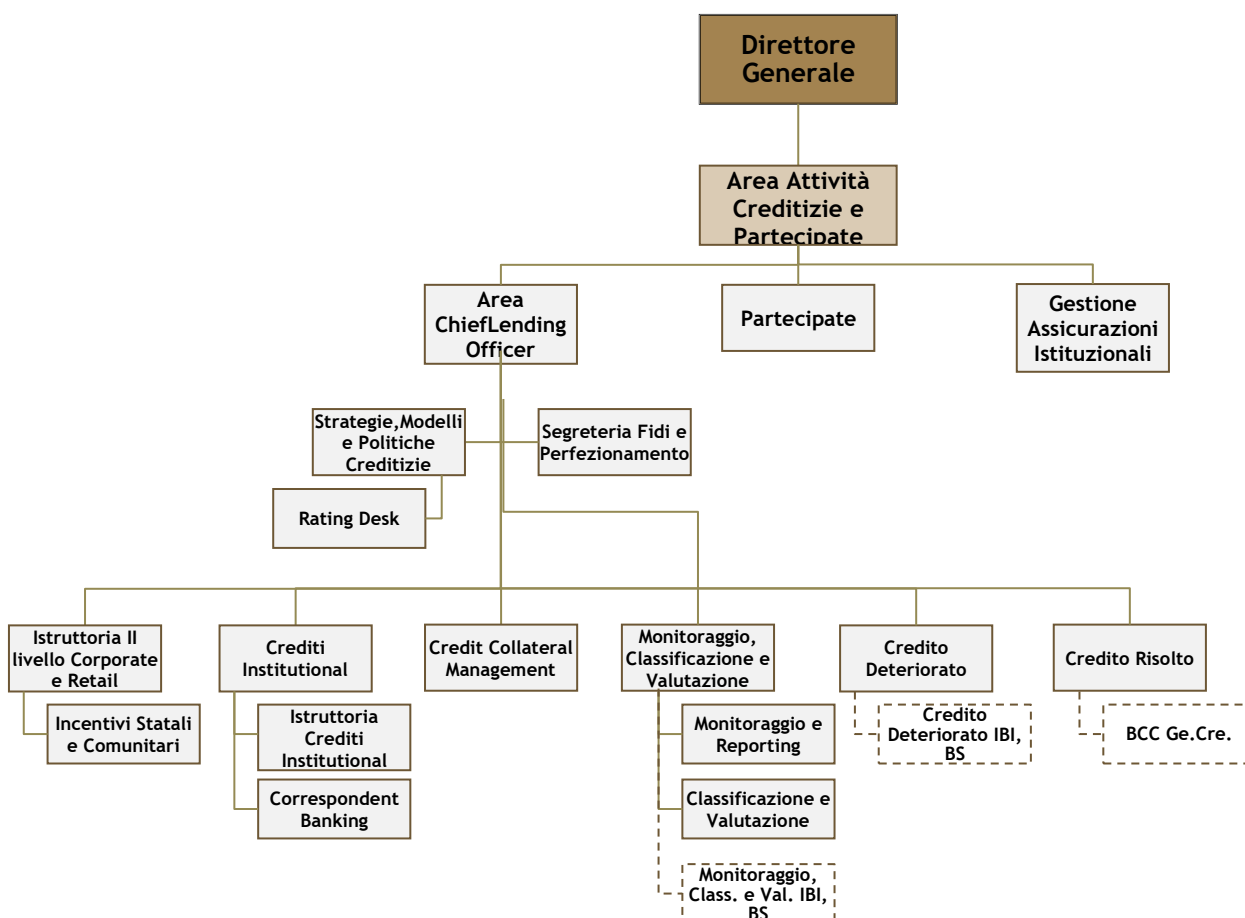 Direttore
Generale
Area Attività
Creditizie e
Partecipate
Area
ChiefLending
Officer
Partecipate
Gestione
Assicurazioni
Istituzionali
Strategie,Modelli
e Politiche
Creditizie
Segreteria Fidi e
Perfezionamento
Rating Desk
Istruttoria II
livello Corporate
e Retail
Crediti
Institutional
Credit Collateral
Management
Monitoraggio,
Classificazione e
Valutazione
Credito
Deteriorato
Credito Risolto
Incentivi Statali
e Comunitari
Istruttoria
Crediti
Institutional
Monitoraggio e
Reporting
Credito
Deteriorato IBI,
BS
BCC Ge.Cre.
Correspondent
Banking
Classificazione e
Valutazione
Monitoraggio,
Class. e Val. IBI,
BS